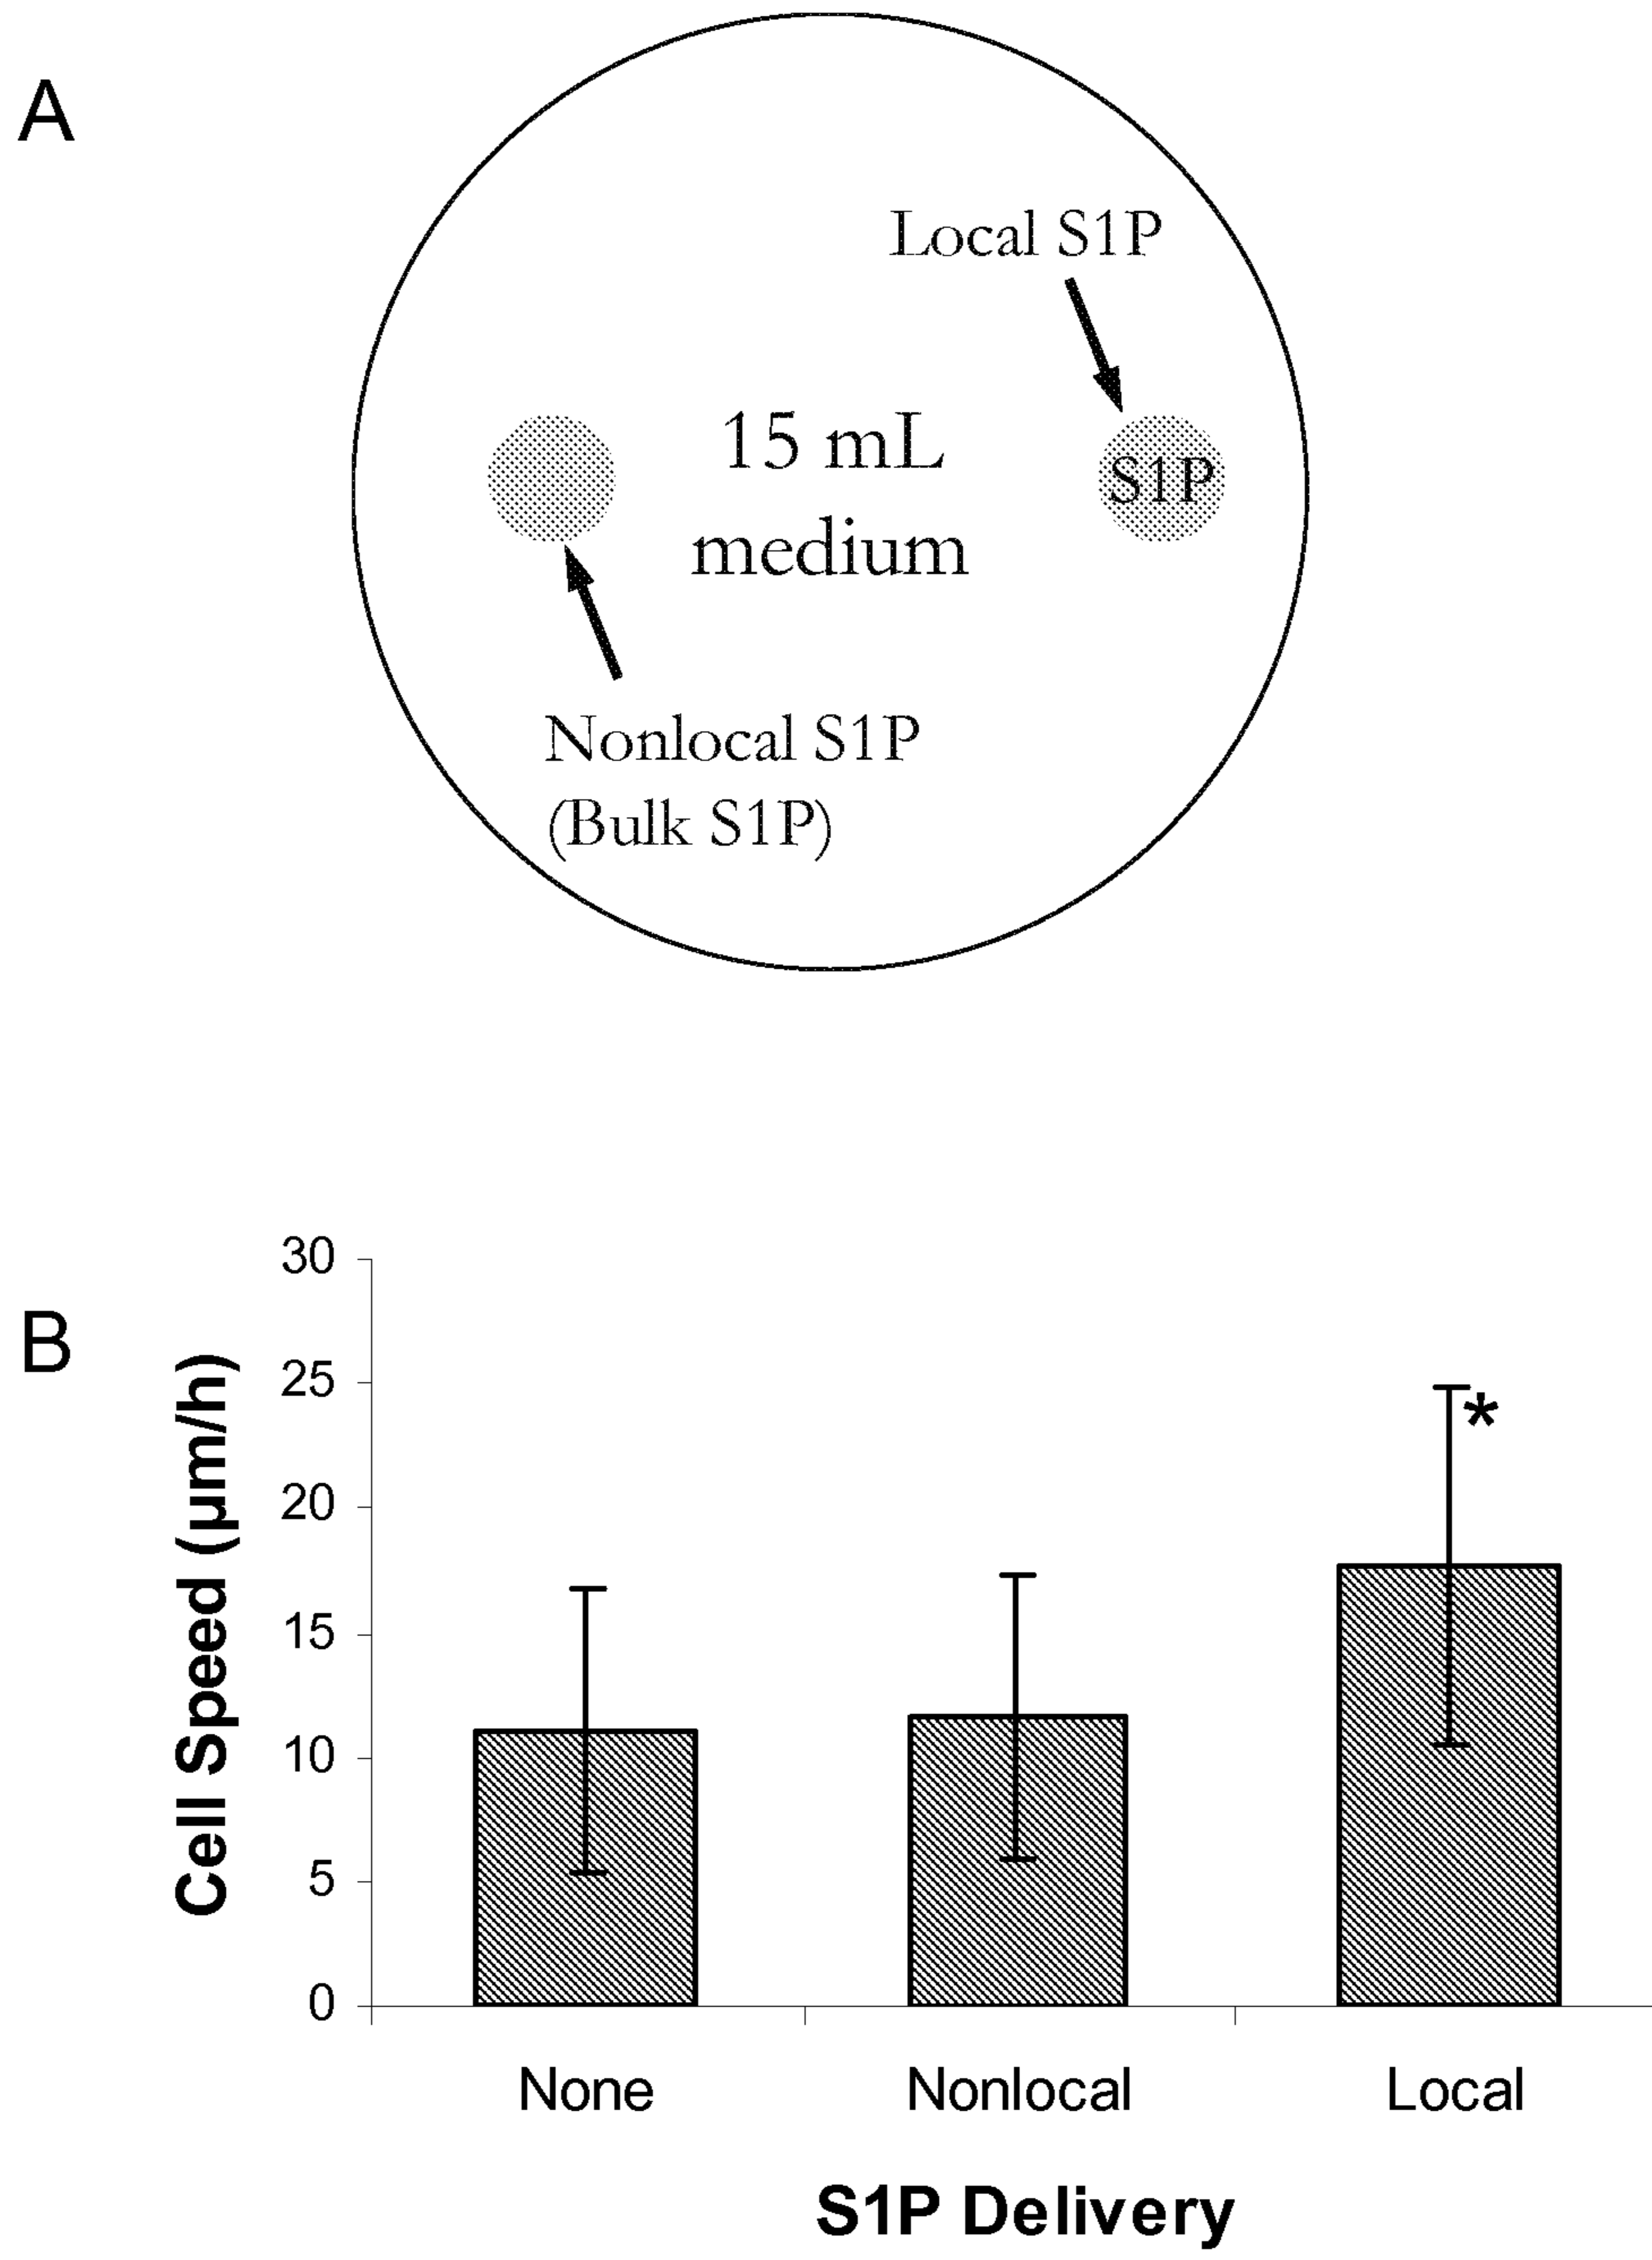 A
Local S1P
15 mL
medium
S1P
Nonlocal S1P
(Bulk S1P)
B
Cell Speed (µm/h)
30
25
20
15
10
5
0
*
None Nonlocal Local
S1P Delivery